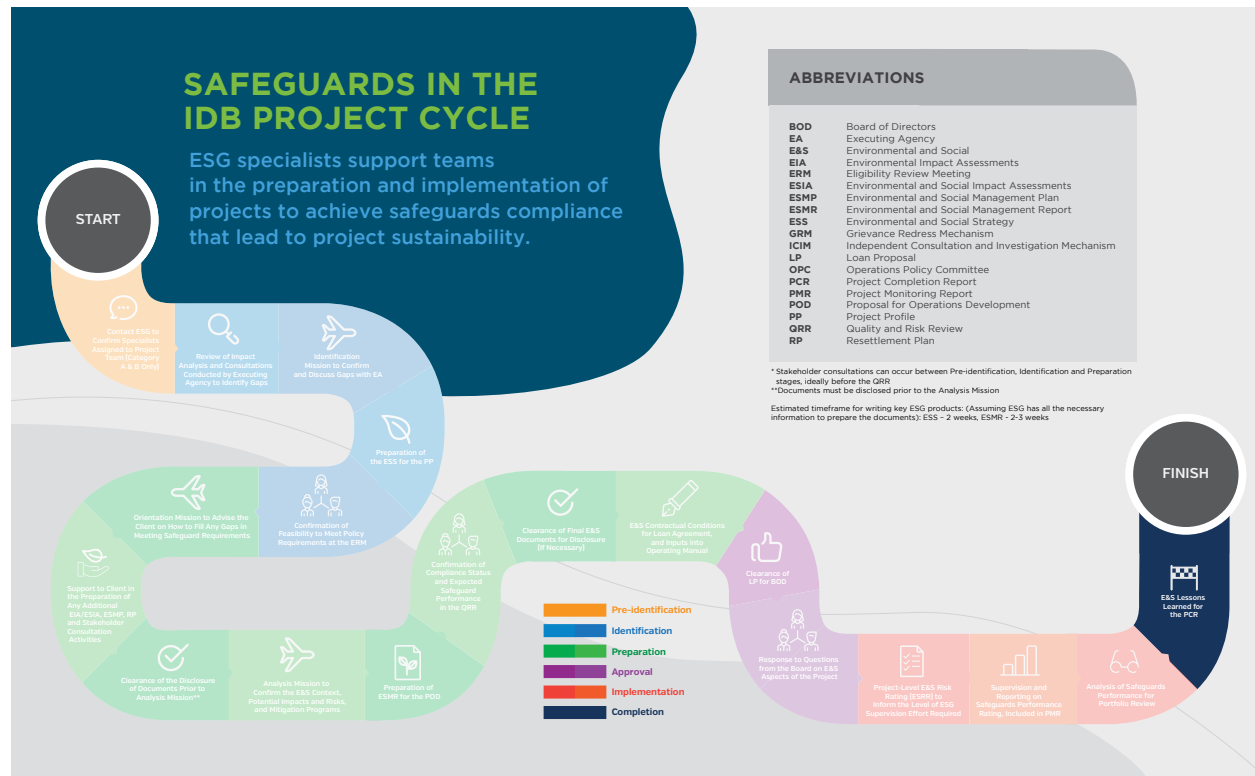 SAFEGUARDS IN THE
IDB PROJECT CYCLE
ESG specialists support teams
in the preparation and implementation of
projects to achieve safeguards compliance
that lead to project sustainability.
ABBREVIATIONS
BOD Board of Directors
EA Executing Agency
E&S Environmental and Social
EIA Environmental Impact Assessments
ERM Eligibility Review Meeting
ESIA Environmental and Social Impact Assessments
ESMP Environmental and Social Management Plan
ESMR Environmental and Social Management Report
ESS Environmental and Social Strategy
GRM Grievance Redress Mechanism
ICIM Independent Consultation and Investigation Mechanism
LP Loan Proposal
OPC Operations Policy Committee
PCR Project Completion Report
PMR Project Monitoring Report
POD Proposal for Operations Development
PP Project Profile
QRR Quality and Risk Review
RP Resettlement Plan
* Stakeholder consultations can occur between Pre-identification, Identification and Preparation
stages, ideally before the QRR
**Documents must be disclosed prior to the Analysis Mission
Estimated timeframe for writing key ESG products: (Assuming ESG has all the necessary
information to prepare the documents): ESS – 2 weeks, ESMR - 2-3 weeks
START
Contact ESG to
Confirm Specialists
Assigned to Project
Team (Category
A & B Only)
Review of Impact
Analysis and Consultations
Conducted by Executing
Agency to Identify Gaps
Identification
Mission to Confirm
and Discuss Gaps with EA
Preparation of
the ESS for the PP
Confirmation of
Feasibility to Meet Policy
Requirements at the ERM
Orientation Mission to Advise the
Client on How to Fill Any Gaps in
Meeting Safeguard Requirements
Support to Client in
the Preparation of
Any Additional
EIA/ESIA, ESMP, RP
and Stakeholder
Consultation
Activities
Clearance of the Disclosure
of Documents Prior to
Analysis Mission**
Analysis Mission to
Confirm the E&S Context,
Potential Impacts and Risks,
and Mitigation Programs
Preparation of
ESMR for the POD
Confirmation of
Compliance Status
and Expected
Safeguard
Performance
in the QRR
Clearance of Final E&S
Documents for Disclosure
(If Necessary)
E&S Contractual Conditions
for Loan Agreement,
and Inputs into
Operating Manual
Clearance of
LP for BOD
Response to Questions
from the Board on E&S
Aspects of the Project
Project-Level E&S Risk
Rating (ESRR) to
Inform the Level of ESG
Supervision Effort Required
Supervision and
Reporting on
Safeguards Performance
Rating, Included in PMR
Analysis of Safeguards
Performance for
Portfolio Review
E&S Lessons
Learned for
the PCR
FINISH
Pre-identification
Identification
Preparation
Approval
Implementation
Completion